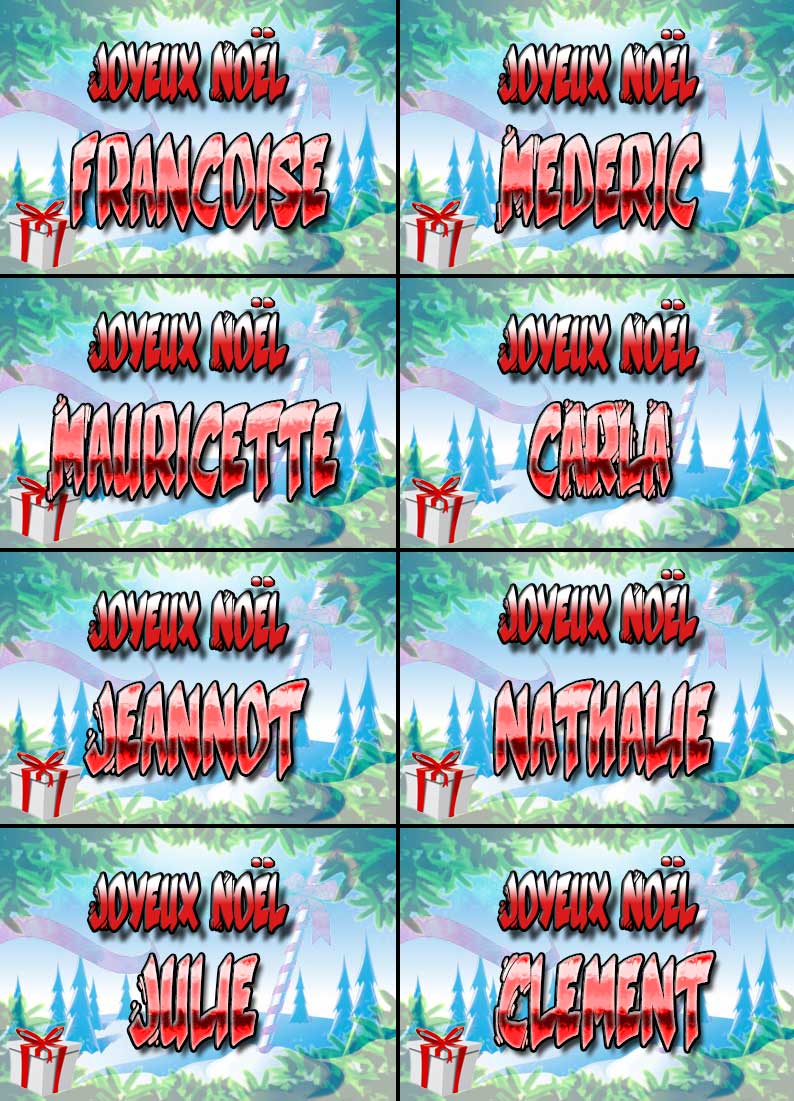 JOYEUX NOËL
FRANCOISE
JOYEUX NOËL
MEDERIC
JOYEUX NOËL
MAURICETTE
JOYEUX NOËL
CARLA
JOYEUX NOËL
JEANNOT
JOYEUX NOËL
NATHALIE
JOYEUX NOËL
JULIE
JOYEUX NOËL
CLEMENT